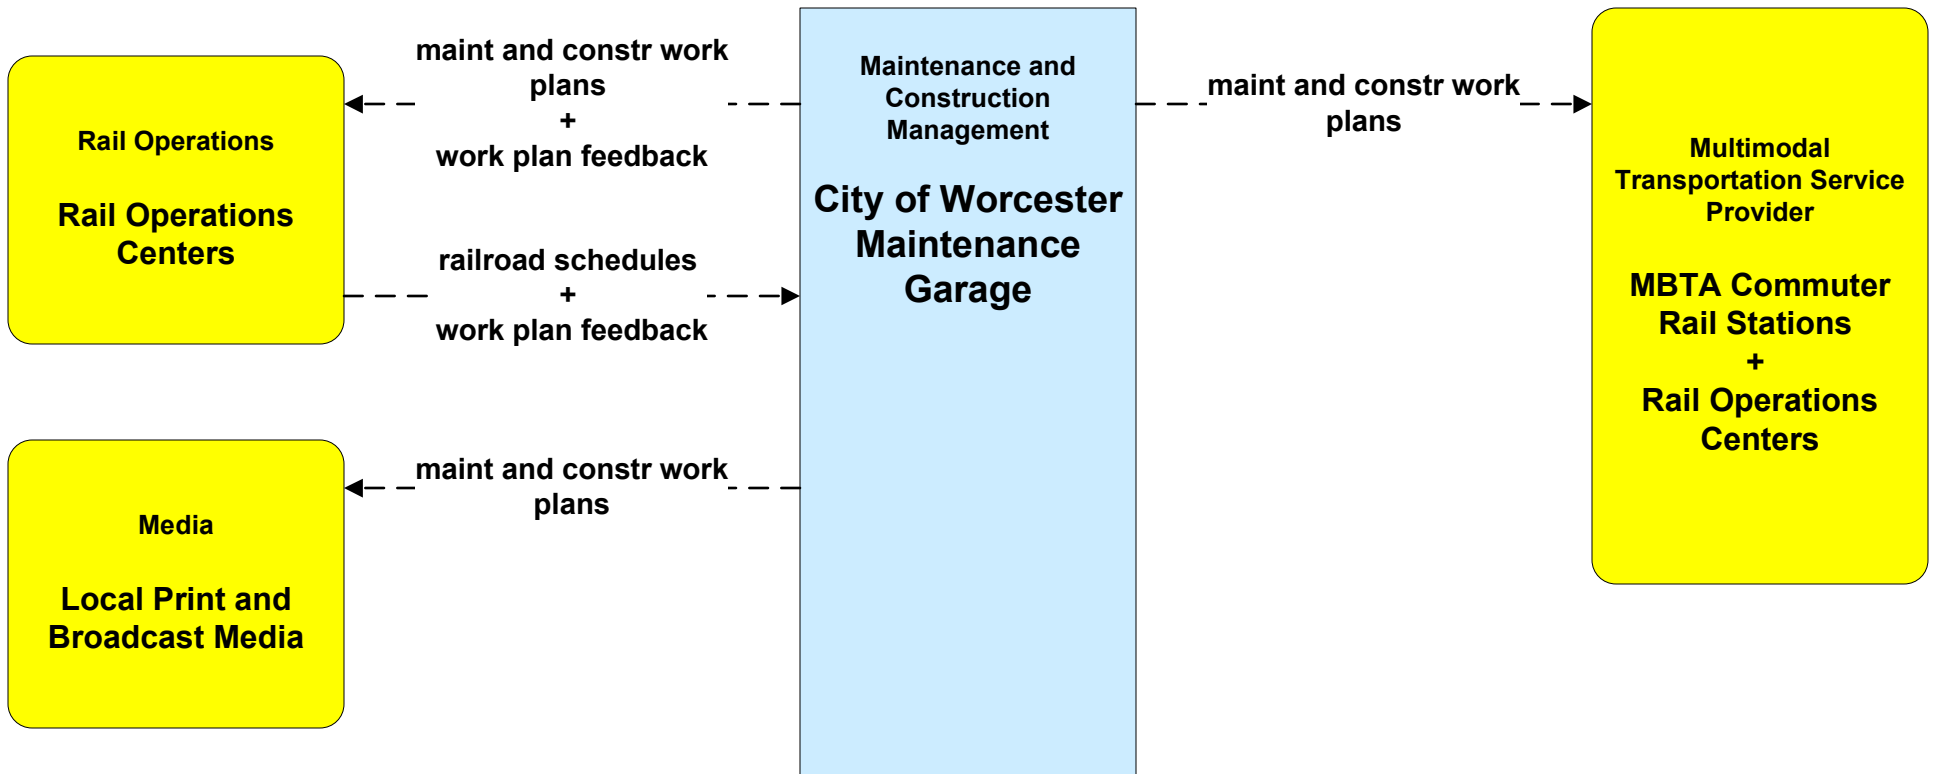 Rail Operations
Rail Operations
Centers
maint and constr work
plans
+
work plan feedback
railroad schedules
+
work plan feedback
Media
Local Print and
Broadcast Media
maint and constr work
plans
Maintenance and
Construction
Management
City of Worcester
Maintenance
Garage
maint and constr work
plans
Multimodal
Transportation Service
Provider
MBTA Commuter
Rail Stations
+
Rail Operations
Centers